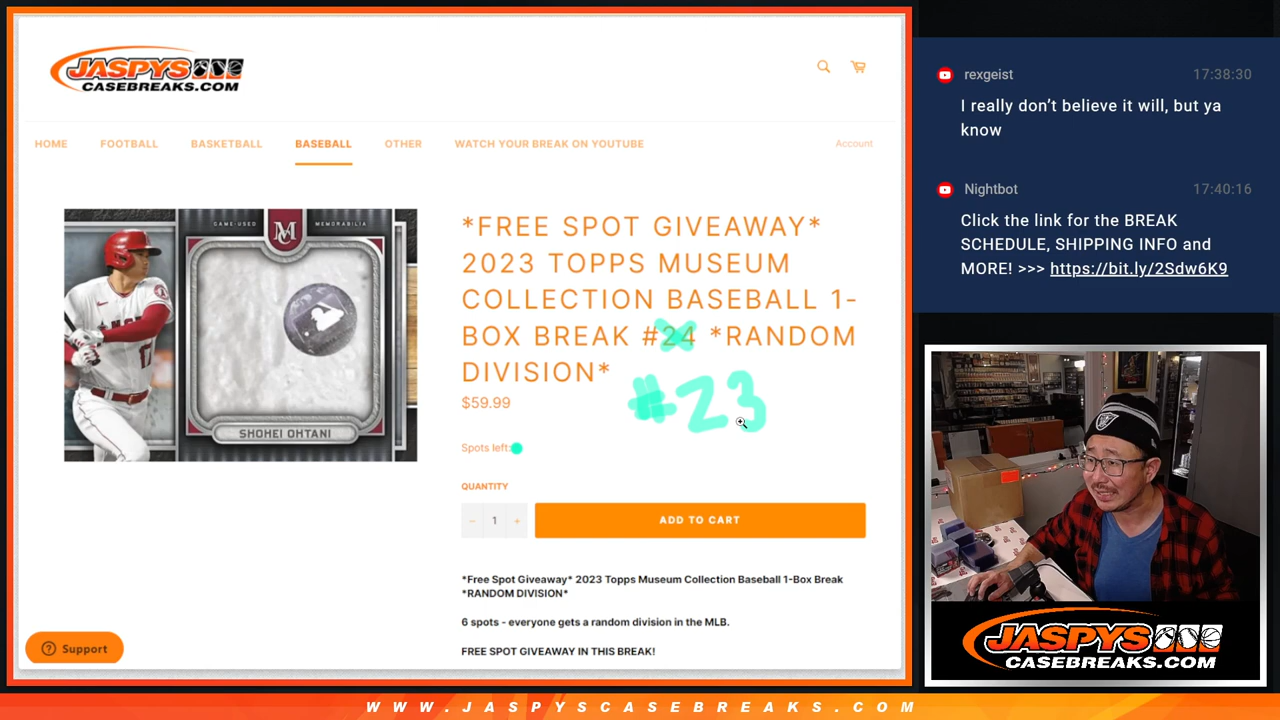 JASPYS
CASEBREAKS.COM
HOME FOOTBALL BASKETBALL BASEBALL OTHER WATCH YOUR BREAK ON YOUTUBE Account
GAME-USED M MEMORABILIA
SHOHEI OHTANI
*FREE SPOT GIVEAWAY*
2023 TOPPS MUSEUM
COLLECTION BASEBALL 1-
BOX BREAK #24 *RANDOM
DIVISION*
#23
$59.99
Spots left:
QUANTITY
− 1 +
ADD TO CART
*Free Spot Giveaway* 2023 Topps Museum Collection Baseball 1-Box Break
*RANDOM DIVISION*
6 spots - everyone gets a random division in the MLB.
FREE SPOT GIVEAWAY IN THIS BREAK!
? Support
rexgeist 17:38:30
I really don’t believe it will, but ya
know
Nightbot 17:40:16
Click the link for the BREAK
SCHEDULE, SHIPPING INFO and
MORE! >>> https://bit.ly/2Sdw6K9
JASPYS
CASEBREAKS.COM
WWW.JASPYSCASEBREAKS.COM